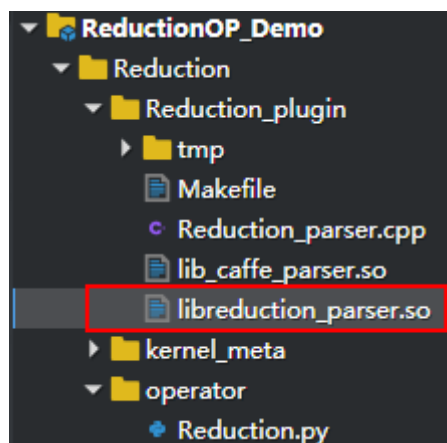 ReductionOP_Demo
Reduction
Reduction_plugin
tmp
Makefile
Reduction_parser.cpp
lib_caffe_parser.so
libreduction_parser.so
kernel_meta
operator
Reduction.py